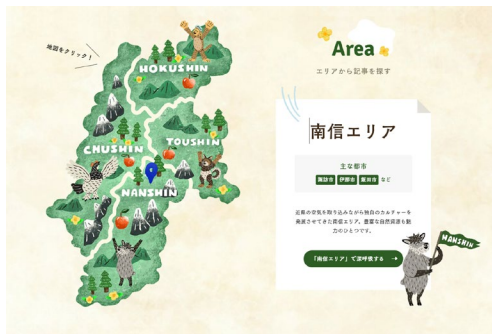 地図をクリック！
HOKUSHIN
TOUSHIN
CHUSHIN
NANSHIN
Area
エリアから記事を探す
南信エリア
主な都市
諏訪市 伊那市 飯田市 など
近県の空気を取り込みながら独自のカルチャーを
発展させてきた南信エリア。豊富な自然資源も魅
力のひとつです。
「南信エリア」で深呼吸する →
NANSHIN